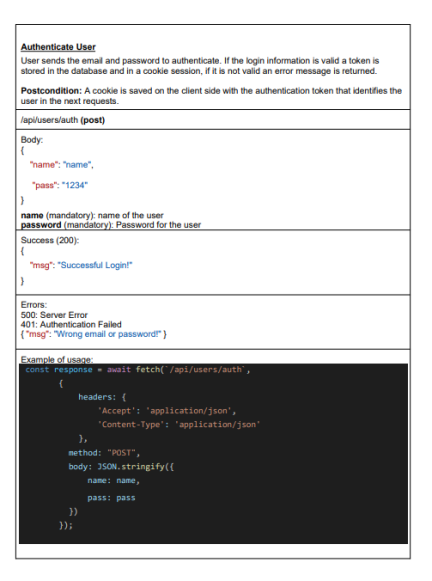 Authenticate User
User sends the email and password to authenticate. If the login information is valid a token is
stored in the database and in a cookie session, if it is not valid an error message is returned.
Postcondition: A cookie is saved on the client side with the authentication token that identifies the
user in the next requests.
/api/users/auth (post)
Body:
{
"name": "name",
"pass": "1234"
}
name (mandatory): name of the user
password (mandatory): Password for the user
Success (200):
{
"msg": "Successful Login!"
}
Errors:
500: Server Error
401: Authentication Failed
{ "msg": "Wrong email or password!" }
Example of usage:
const response = await fetch(`/api/users/auth`,
{
headers: {
'Accept': 'application/json',
'Content-Type': 'application/json'
},
method: "POST",
body: JSON.stringify({
name: name,
pass: pass
})
});